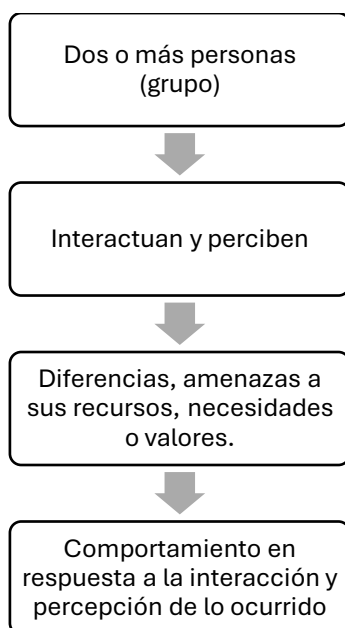 Dos o más personas
(grupo)
Interactuan y perciben
Diferencias, amenazas a
sus recursos, necesidades
o valores.
Comportamiento en
respuesta a la interacción y
percepción de lo ocurrido